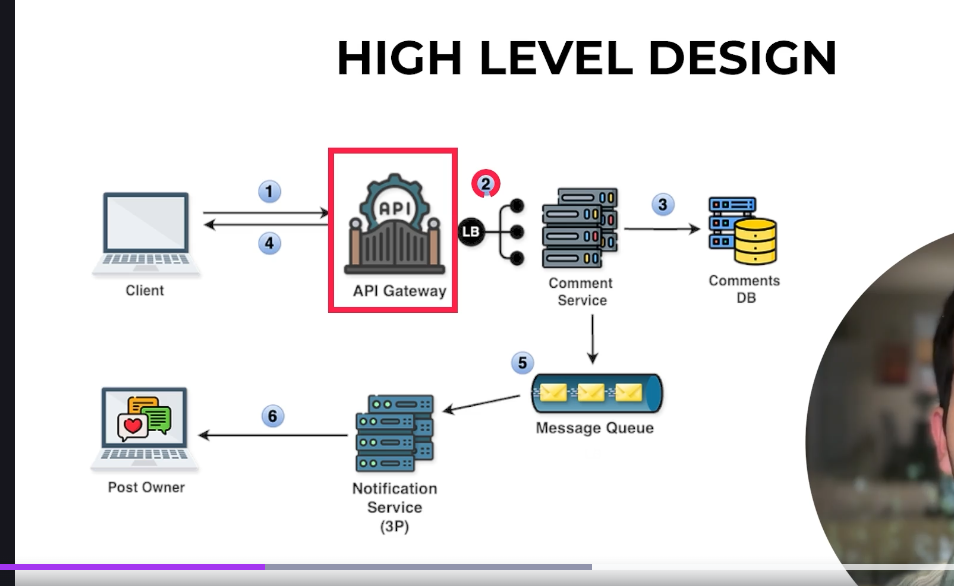 HIGH LEVEL DESIGN
1
2
3
4
API
LB
Client
API Gateway
Comment
Service
Comments
DB
5
Message Queue
6
Post Owner
Notification
Service
(3P)